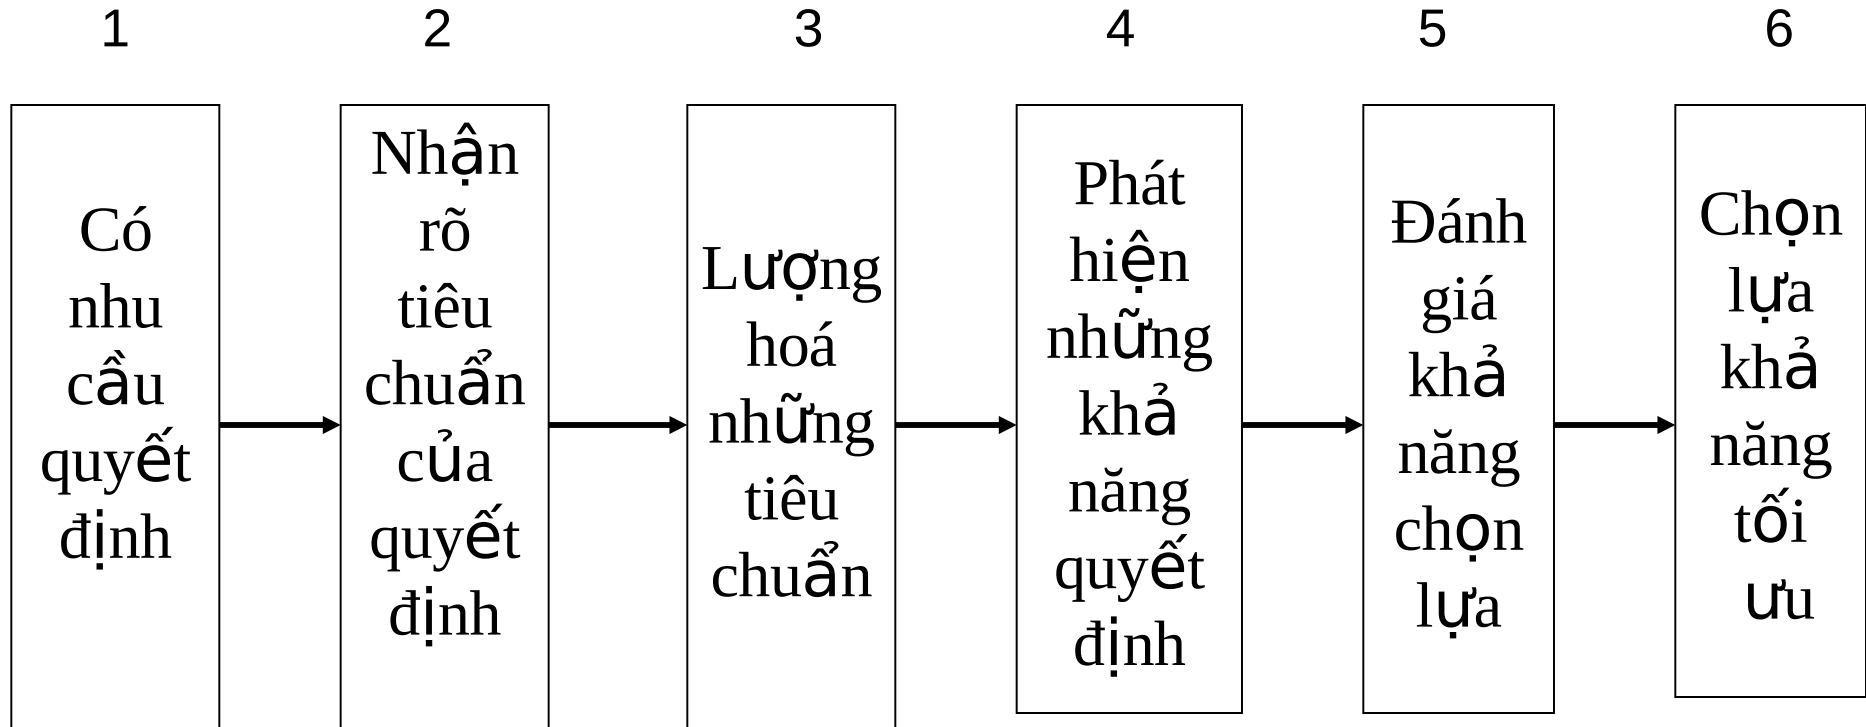 1
2
3
4
5
6
Có
nhu
cầu
quyết
định
Nhận
rõ
tiêu
chuẩn
của
quyết
định
Lượng
hoá
những
tiêu
chuẩn
Phát
hiện
những
khả
năng
quyết
định
Đánh
giá
khả
năng
chọn
lựa
Chọn
lựa
khả
năng
tối
ưu